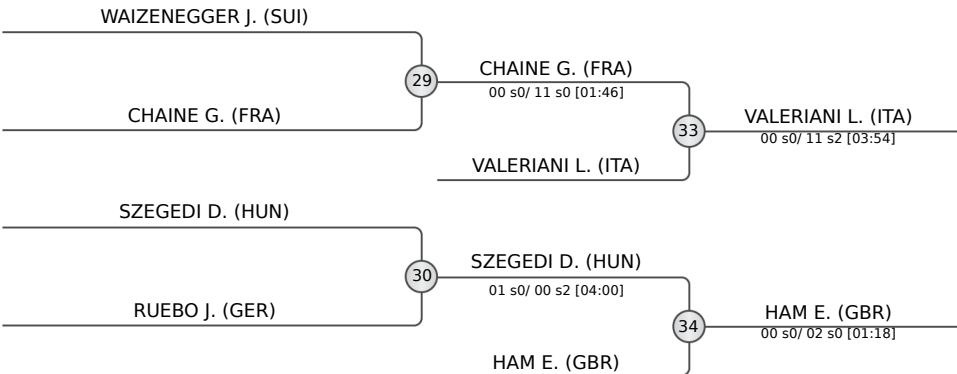 WAIZENEGGER J. (SUI)
29
CHAINE G. (FRA)
CHAINE G. (FRA)
00 s0/ 11 s0 [01:46]
33
VALERIANI L. (ITA)
VALERIANI L. (ITA)
00 s0/ 11 s2 [03:54]
SZEGEDI D. (HUN)
30
RUEBO J. (GER)
SZEGEDI D. (HUN)
01 s0/ 00 s2 [04:00]
34
HAM E. (GBR)
HAM E. (GBR)
00 s0/ 02 s0 [01:18]